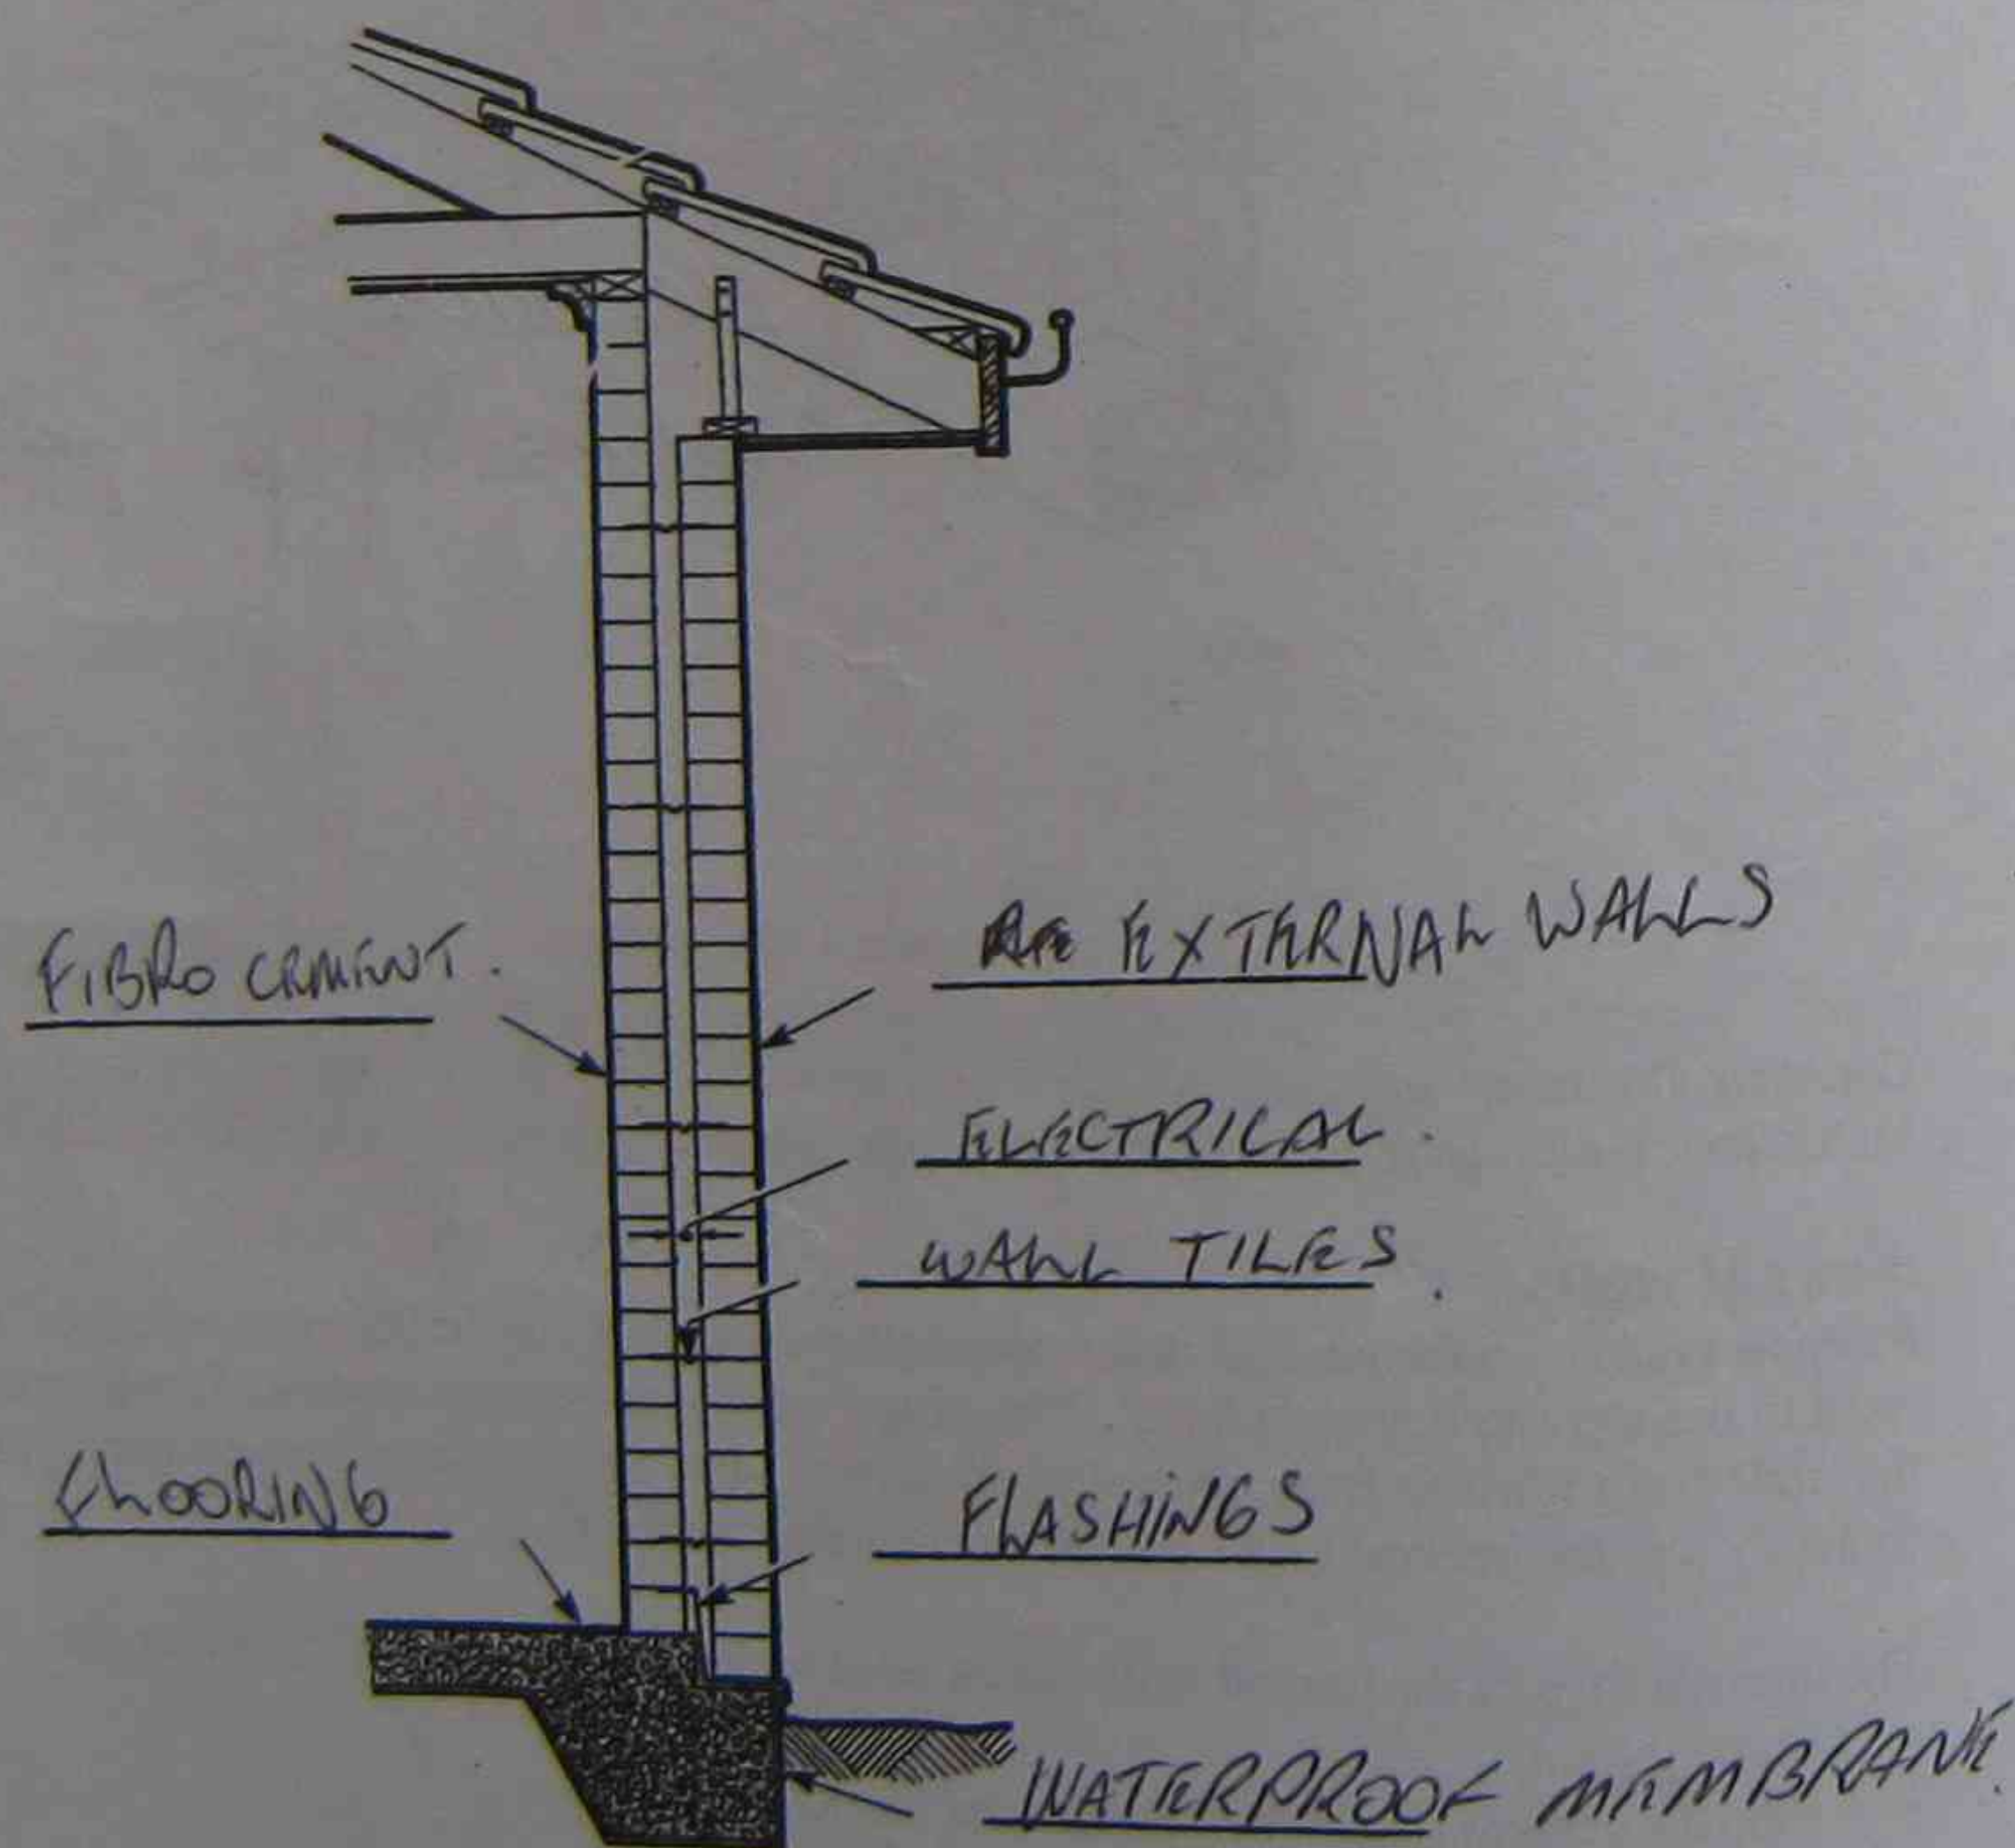 EXTERNAL WALLS
FIBRO CEMENT.
ELECTRICAL.
WALL TILES.
FLOORING
FLASHINGS
WATERPROOF MEMBRANE.